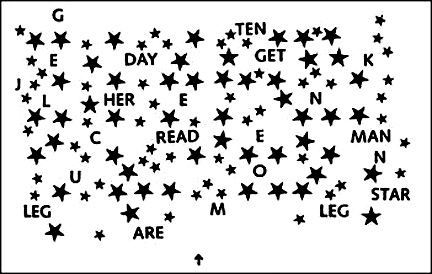 G
TEN
E DAY GET K
J
L HER E N
C READ E MAN
N
U O
STAR
LEG M LEG
ARE